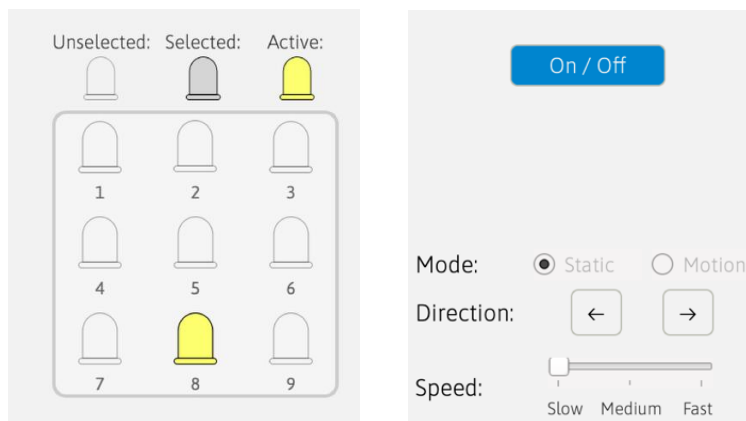 Unselected: Selected: Active:
1 2 3
4 5 6
7 8 9
On / Off
Mode: Static Motion
Direction: ← →
Speed:
Slow Medium Fast